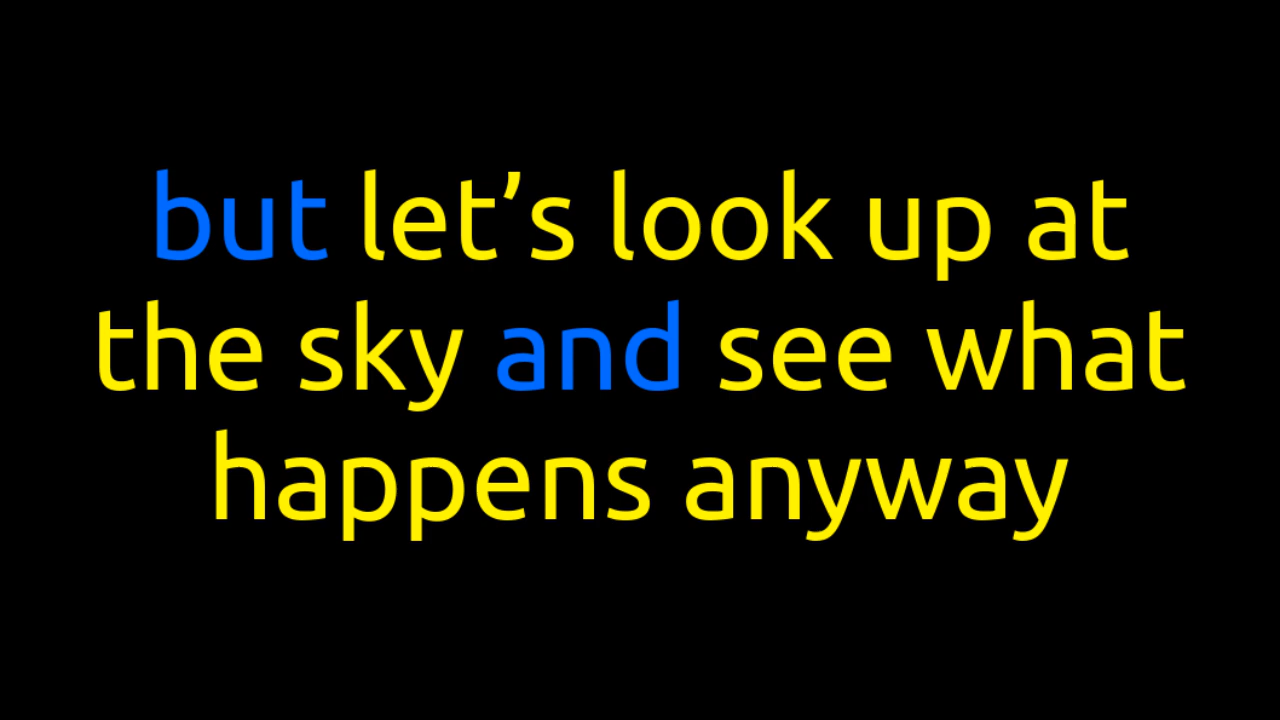 but let’s look up at
the sky and see what
happens anyway